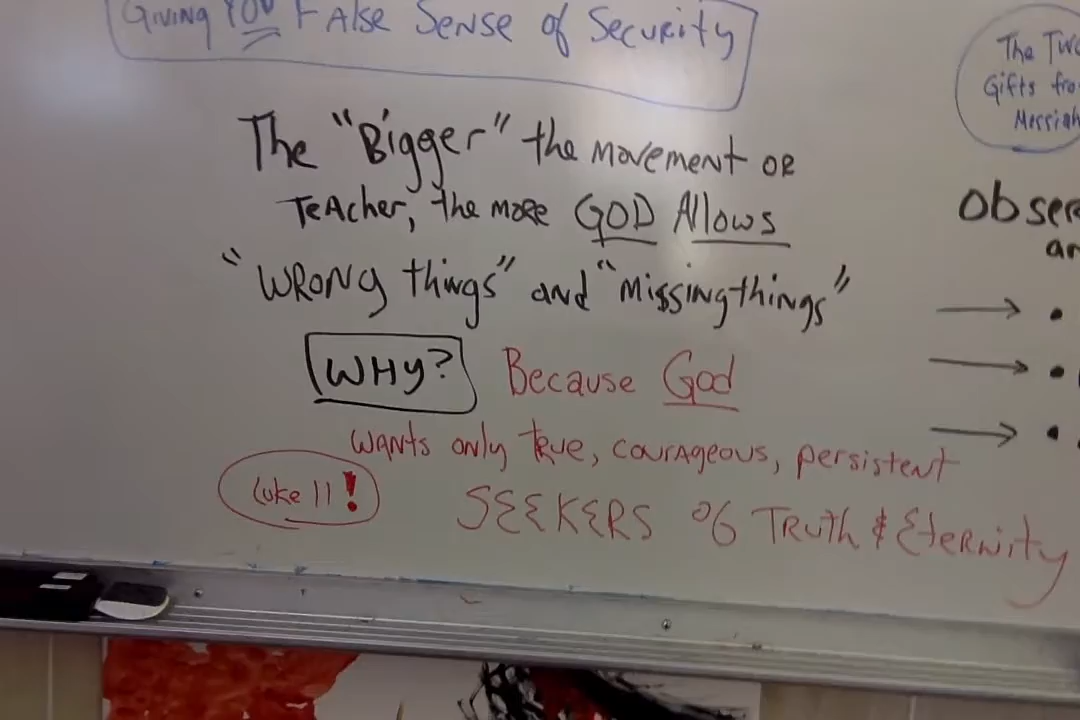 Giving YOU False Sense of Security
The "Bigger" the movement or
Teacher, the more GOD Allows
"WRONG things" and "Missing things"
WHY? Because God
wants only true, courageous, persistent
Luke 11! SEEKERS of Truth & Eternity
The Two
Gifts from
Messiah
obser
an